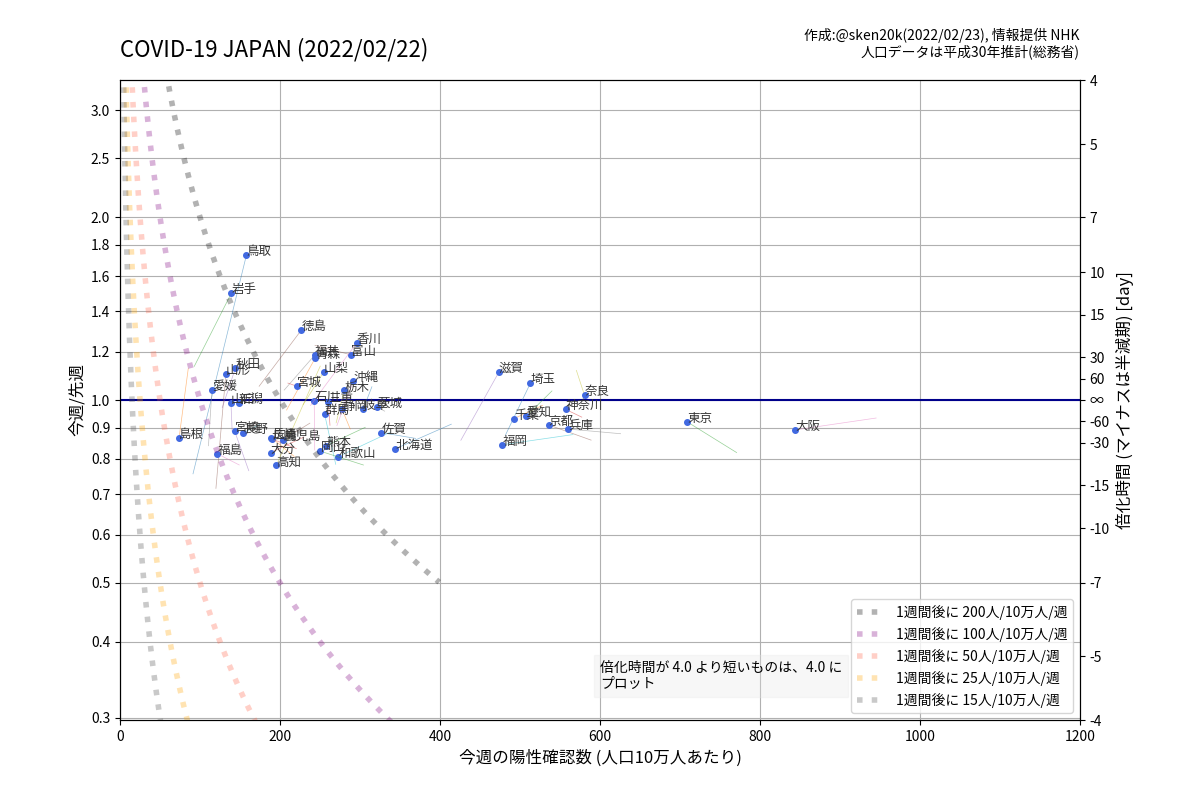 COVID-19 JAPAN (2022/02/22)
作成:@sken20k(2022/02/23), 情報提供 NHK
人口データは平成30年推計(総務省)
今週/先週
3.0
2.5
2.0
1.8
1.6
1.4
1.2
1.0
0.9
0.8
0.7
0.6
0.5
0.4
0.3
鳥取
岩手
徳島
香川
富山
福井
青森
秋田
山形
山梨
滋賀
埼玉
沖縄
宮城
愛媛
栃木
奈良
石川
三重
静岡
岐阜
茨城
神奈川
群馬
千葉
愛知
東京
京都
兵庫
大阪
宮崎
長野
島根
鹿児島
佐賀
熊本
福岡
北海道
大分
岡山
福島
和歌山
高知
4
5
7
10
15
30
60
∞
-60
-30
-15
-10
-7
-5
-4
倍化時間 (マイナスは半減期) [day]
倍化時間が 4.0 より短いものは、4.0 に
プロット
1週間後に 200人/10万人/週
1週間後に 100人/10万人/週
1週間後に 50人/10万人/週
1週間後に 25人/10万人/週
1週間後に 15人/10万人/週
0
200
400
600
800
1000
1200
今週の陽性確認数 (人口10万人あたり)